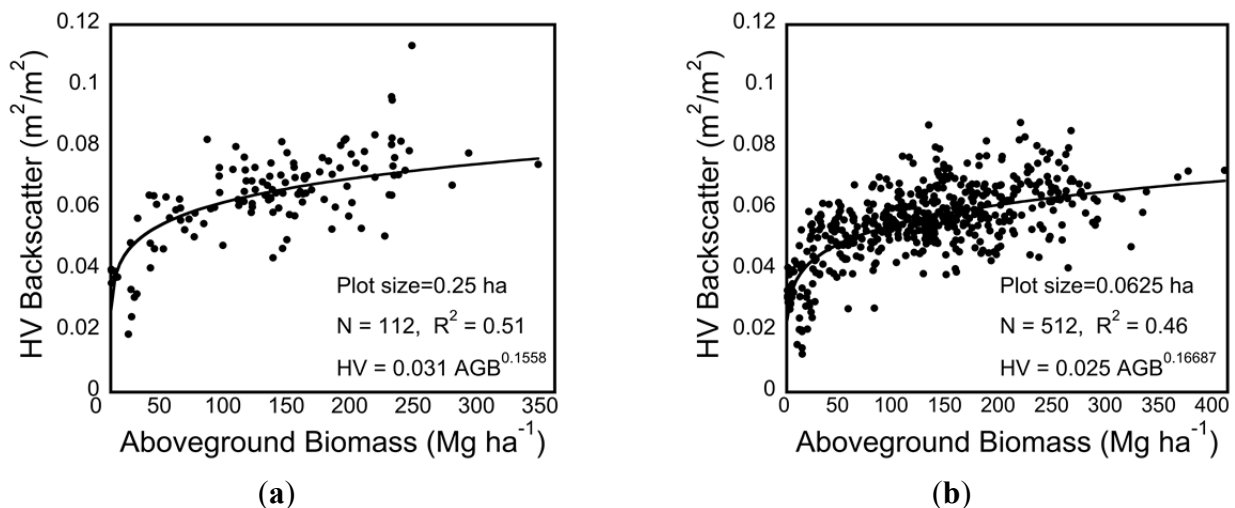 0.12
0.1
0.08
0.06
0.04
0.02
0
HV Backscatter (m²/m²)
Plot size=0.25 ha
N = 112, R² = 0.51
HV = 0.031 AGB^0.1558
0 50 100 150 200 250 300 350
Aboveground Biomass (Mg ha⁻¹)
(a)
0.12
0.1
0.08
0.06
0.04
0.02
0
HV Backscatter (m²/m²)
Plot size=0.0625 ha
N = 512, R² = 0.46
HV = 0.025 AGB^0.16687
0 50 100 150 200 250 300 350 400
Aboveground Biomass (Mg ha⁻¹)
(b)